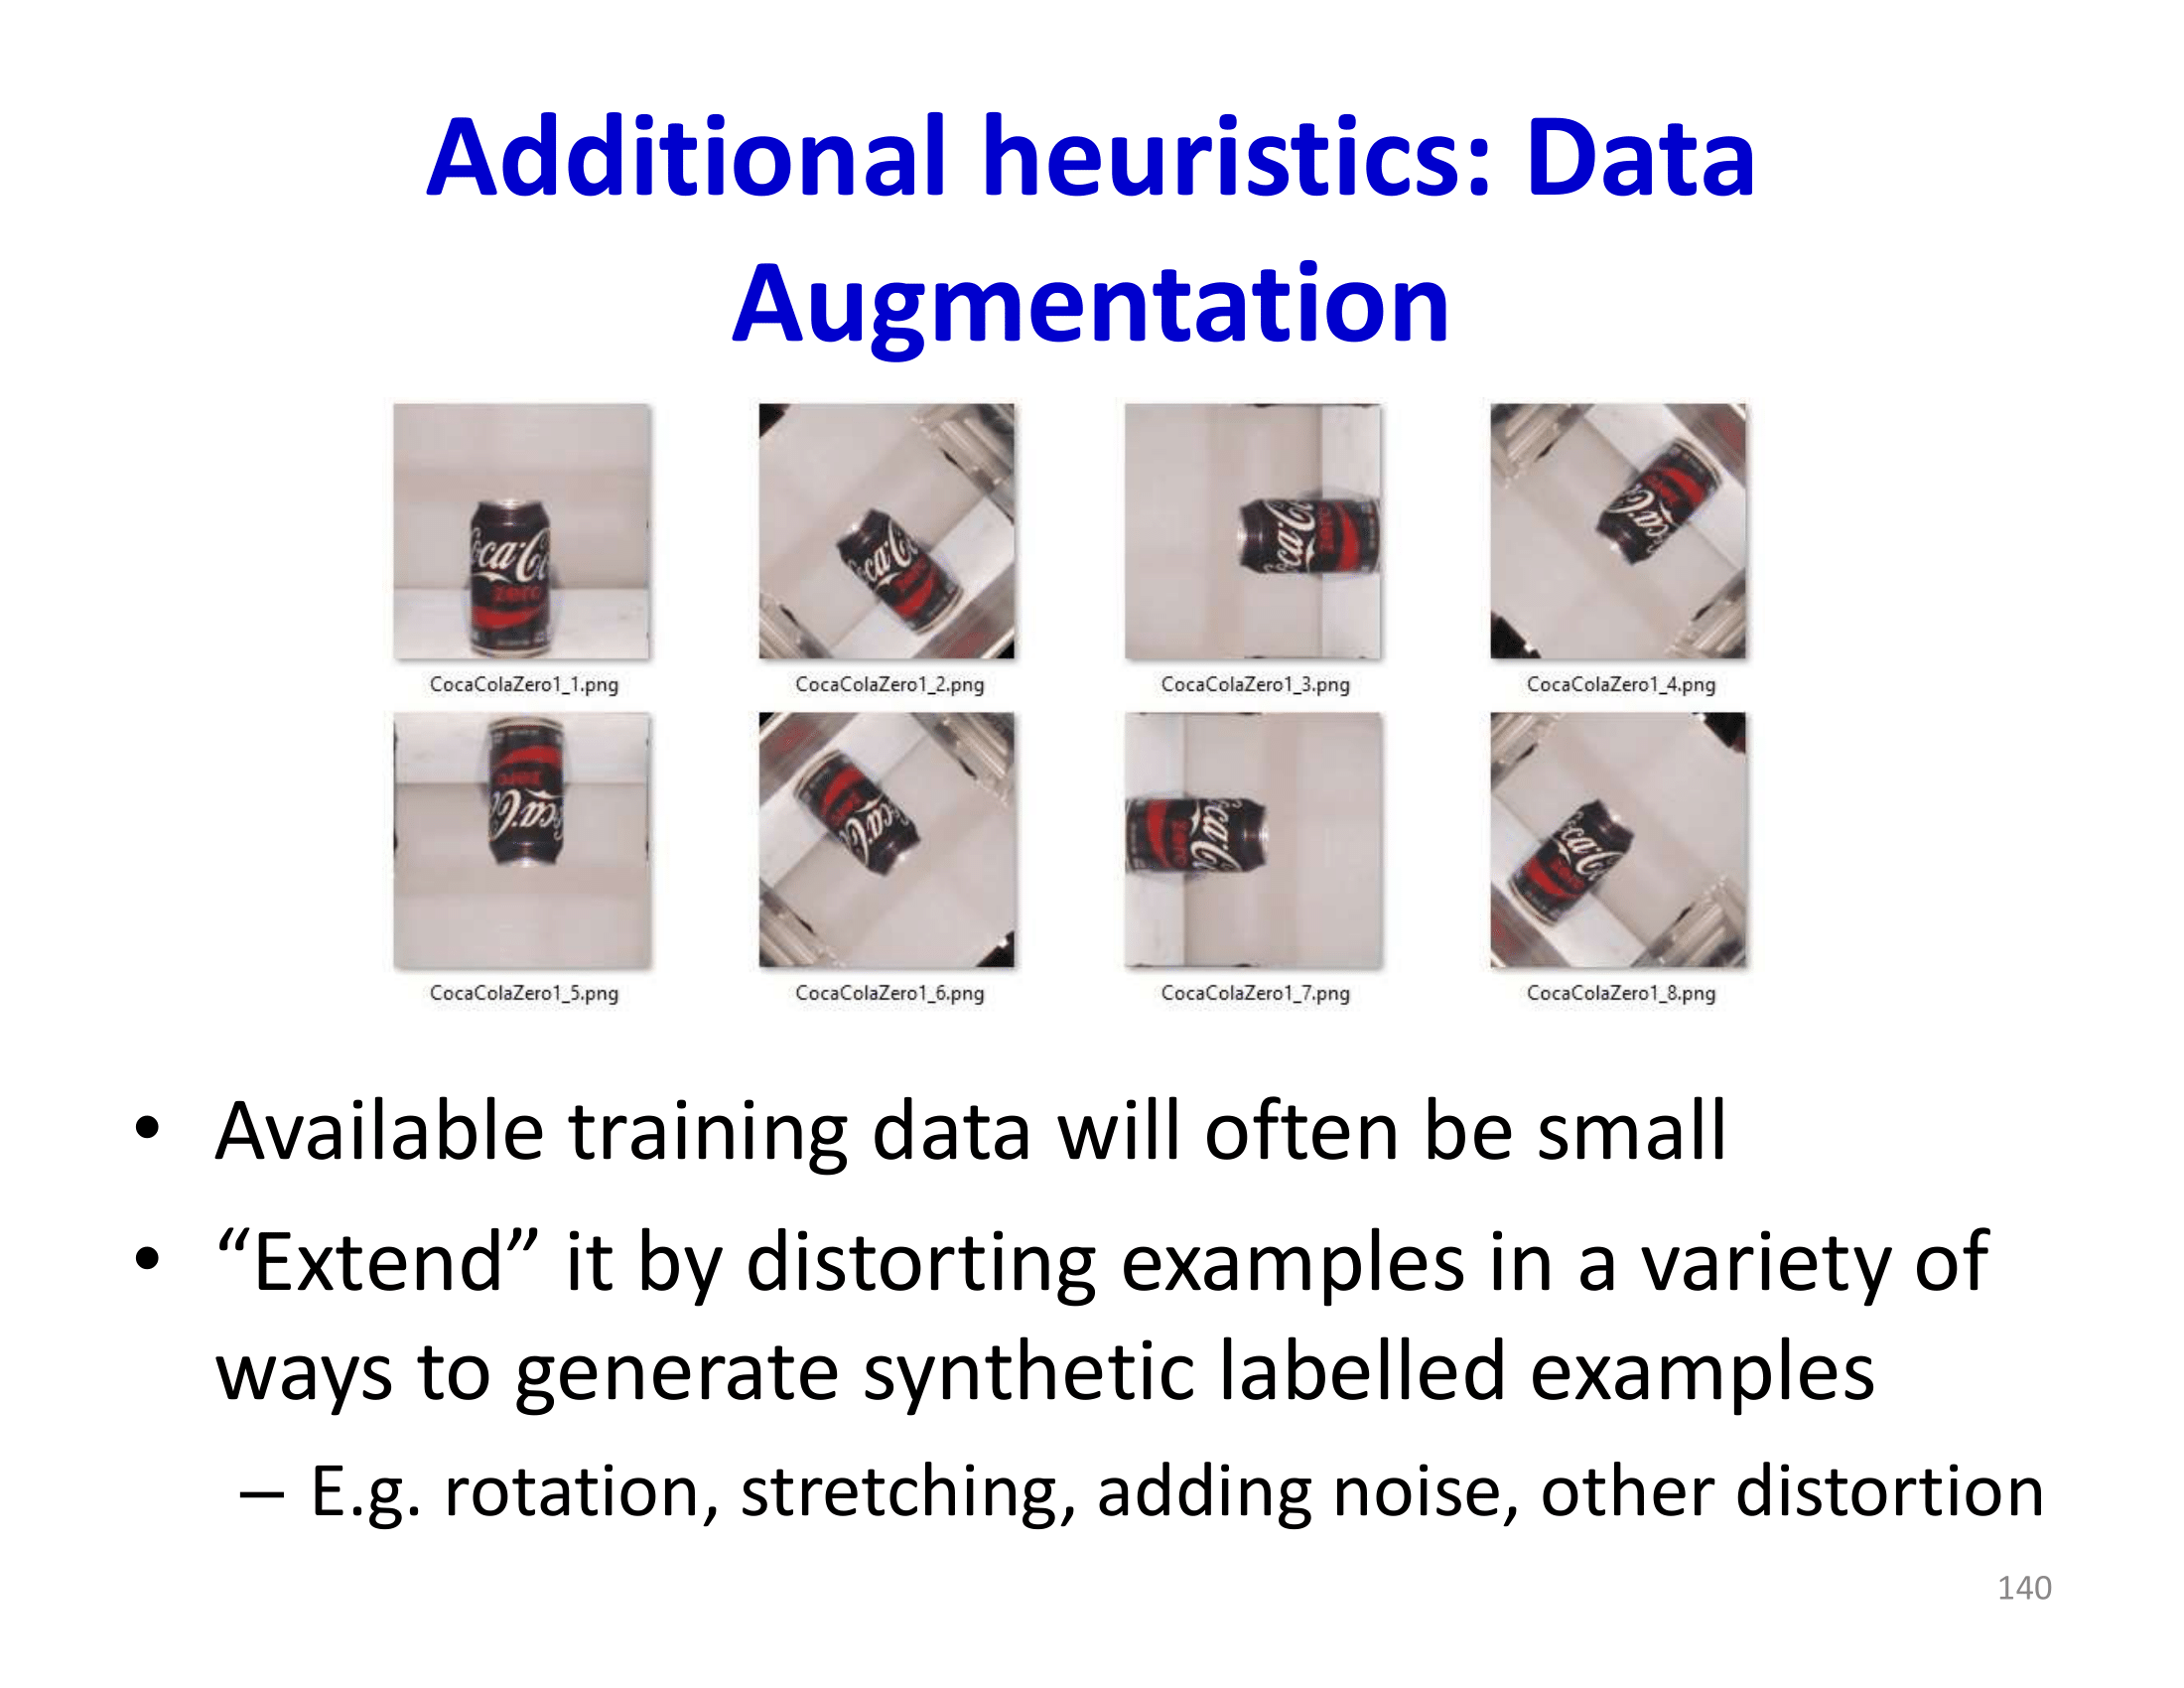 Additional heuristics: Data
Augmentation
CocaColaZero1_1.png
CocaColaZero1_2.png
CocaColaZero1_3.png
CocaColaZero1_4.png
CocaColaZero1_5.png
CocaColaZero1_6.png
CocaColaZero1_7.png
CocaColaZero1_8.png
• Available training data will often be small
• “Extend” it by distorting examples in a variety of
ways to generate synthetic labelled examples
– E.g. rotation, stretching, adding noise, other distortion
140